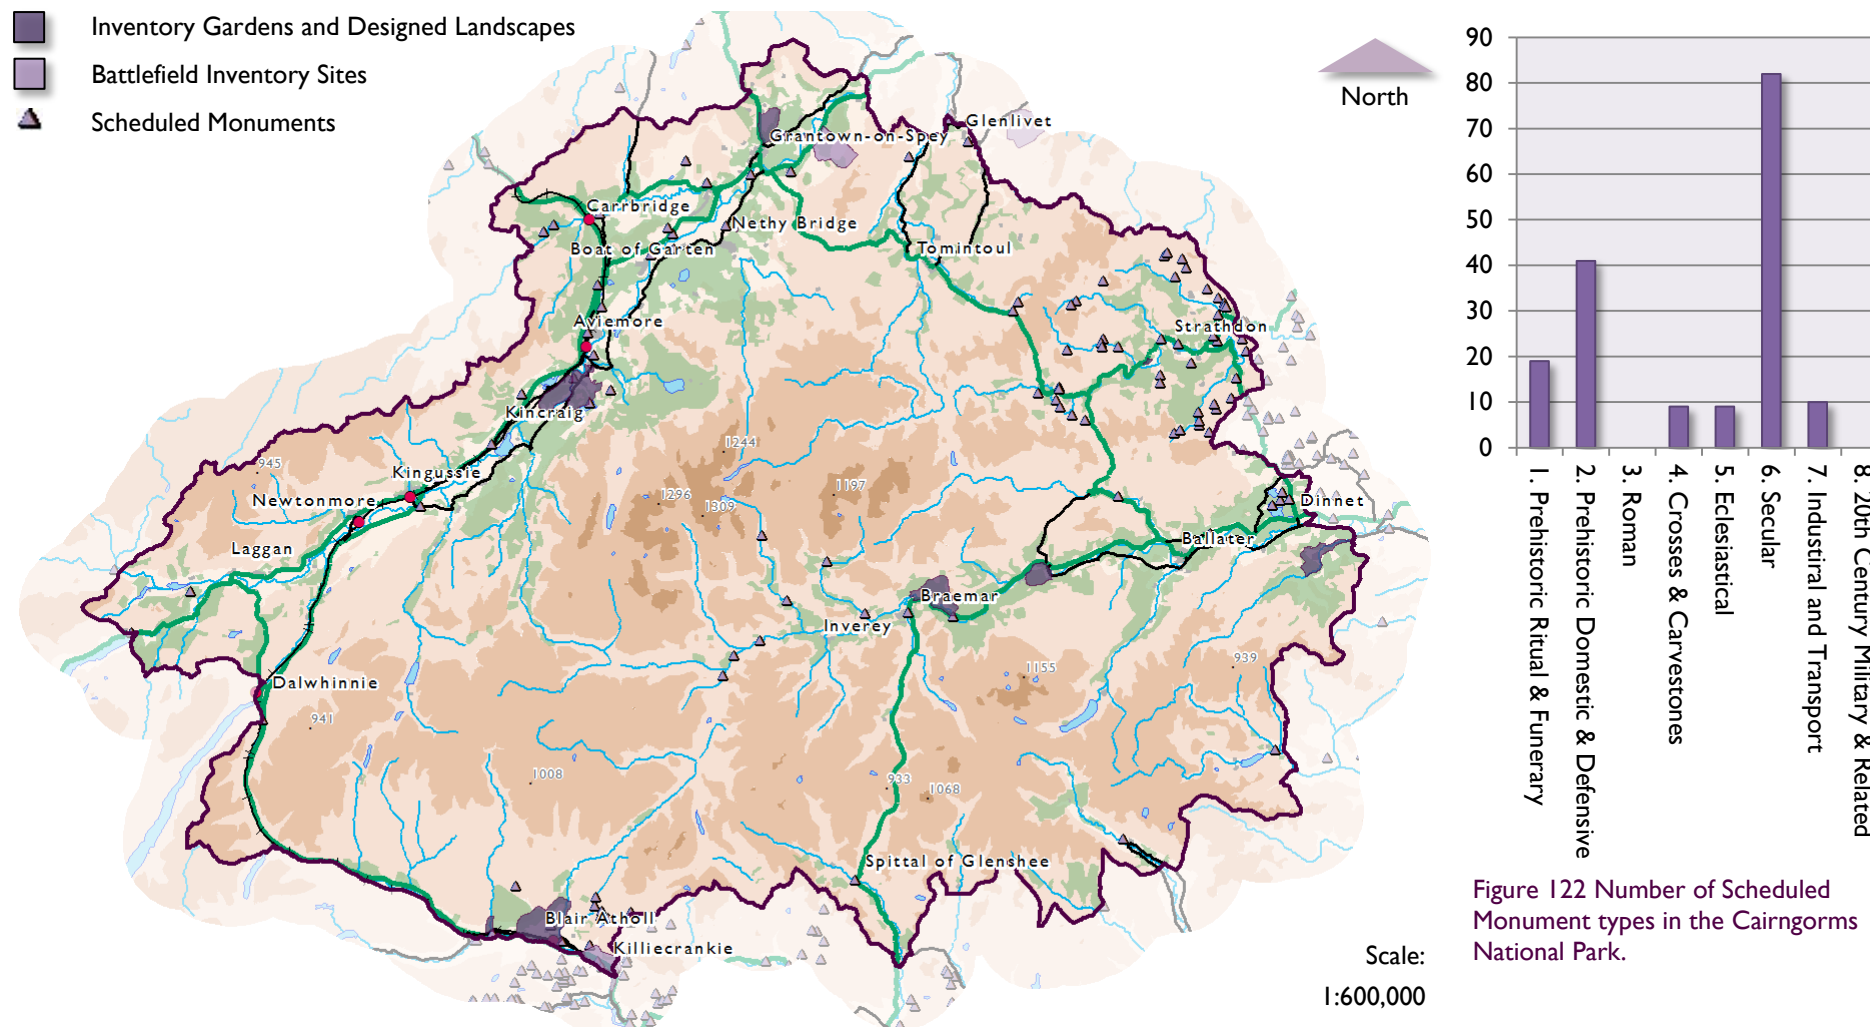 Inventory Gardens and Designed Landscapes
Battlefield Inventory Sites
Scheduled Monuments
North
Glenlivet
Grantown-on-Spey
Carrbridge
Nethy Bridge
Boat of Garten
Tomintoul
Aviemore
Strathdon
Kincraig
1244
945
Kingussie
1296
1197
Newtonmore
1309
Dinnet
Laggan
Ballater
Braemar
Inverey
1155
939
Dalwhinnie
941
1008
933
1068
Spittal of Glenshee
Blair Atholl
Killiecrankie
Scale:
1:600,000
90
80
70
60
50
40
30
20
10
0
1. Prehistoric Ritual & Funerary
2. Prehistoric Domestic & Defensive
3. Roman
4. Crosses & Carvestones
5. Eclesiastical
6. Secular
7. Industiral and Transport
8. 20th Century Military & Related
Figure 122 Number of Scheduled
Monument types in the Cairngorms
National Park.